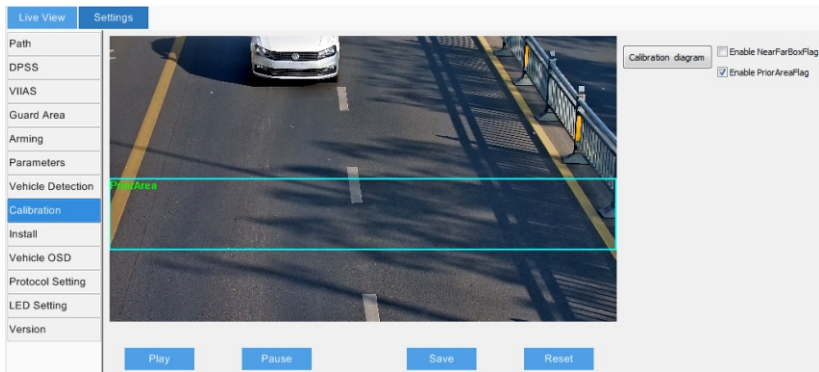 Live View Settings
Path
DPSS
VIIAS
Guard Area
Arming
Parameters
Vehicle Detection
Calibration
Install
Vehicle OSD
Protocol Setting
LED Setting
Version
PriorArea
Calibration diagram
Enable NearFarBoxFlag
Enable PriorAreaFlag
Play Pause Save Reset